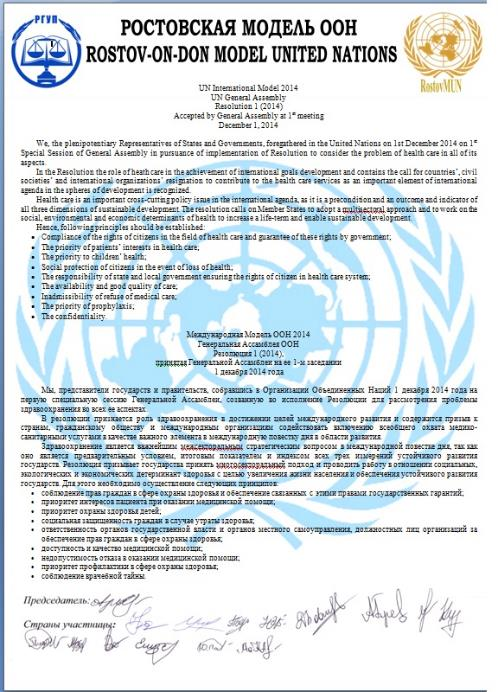 РГУП
РОСТОВСКАЯ МОДЕЛЬ ООН
ROSTOV-ON-DON MODEL UNITED NATIONS
RostovMUN
UN International Model 2014
UN General Assembly
Resolution 1 (2014)
Accepted by General Assembly at 1st meeting
December 1, 2014
We, the plenipotentiary Representatives of States and Governments, foregathered in the United Nations on 1st December 2014 on 1st
Special Session of General Assembly in pursuance of implementation of Resolution to consider the problem of health care in all of its
aspects.
In the Resolution the role of hearth care in the achievement of international goals development and contains the call for countries', civil
societies' and international organizations' resignation to contribute to the health care services as an important element of international
agenda in the spheres of development is recognized.
Health care is an important cross-cutting policy issue in the international agenda, as it is a precondition and an outcome and indicator of
all three dimensions of sustainable development. The resolution calls on Member States to adopt a multisectoral approach and to work on the
social, environmental and economic determinants of health to increase a life-term and enable sustainable development.
Hence, following principles should be established:
• Compliance of the rights of citizens in the field of health care and guarantee of these rights by government;
• The priority of patients' interests in health care;
• The priority to children' health;
• Social protection of citizens in the event of loss of health;
• The responsibility of state and local government ensuring the rights of citizen in health care system;
• The availability and good quality of care;
• Inadmissibility of refuse of medical care;
• The priority of prophylaxis;
• The confidentiality.
Международная Модель ООН 2014
Генеральная Ассамблея ООН
Резолюция 1 (2014),
принятая Генеральной Ассамблеи на ее 1-м заседании
1 декабря 2014 года
Мы, представители государств и правительств, собравшись в Организации Объединенных Наций 1 декабря 2014 года на
первую специальную сессию Генеральной Ассамблеи, созванную во исполнение Резолюции для рассмотрения проблемы
здравоохранения во всех ее аспектах.
В резолюции признается роль здравоохранения в достижении целей международного развития и содержится призыв к
странам, гражданскому обществу и международным организациям содействовать включению всеобщего охвата медико-
санитарными услугами в качестве важного элемента в международную повестку дня в области развития.
Здравоохранение является важнейшим межсекторальным стратегическим вопросом в международной повестке дня, так как
оно является предварительным условием, итоговым показателем и индексом всех трех измерений устойчивого развития
государств. Резолюция призывает государства принять многосекторальный подход и проводить работу в отношении социальных,
экологических и экономических детерминант здоровья с целью увеличения жизни населения и обеспечения устойчивого развития
государств. Для этого необходимо осуществление следующих принципов:
• соблюдение прав граждан в сфере охраны здоровья и обеспечение связанных с этими правами государственных гарантий;
• приоритет интересов пациента при оказании медицинской помощи;
• приоритет охраны здоровья детей;
• социальная защищенность граждан в случае утраты здоровья;
• ответственность органов государственной власти и органов местного самоуправления, должностных лиц организаций за
обеспечение прав граждан в сфере охраны здоровья;
• доступность и качество медицинской помощи;
• недопустимость отказа в оказании медицинской помощи;
• приоритет профилактики в сфере охраны здоровья;
• соблюдение врачебной тайны.
Председатель:
Страны участницы: